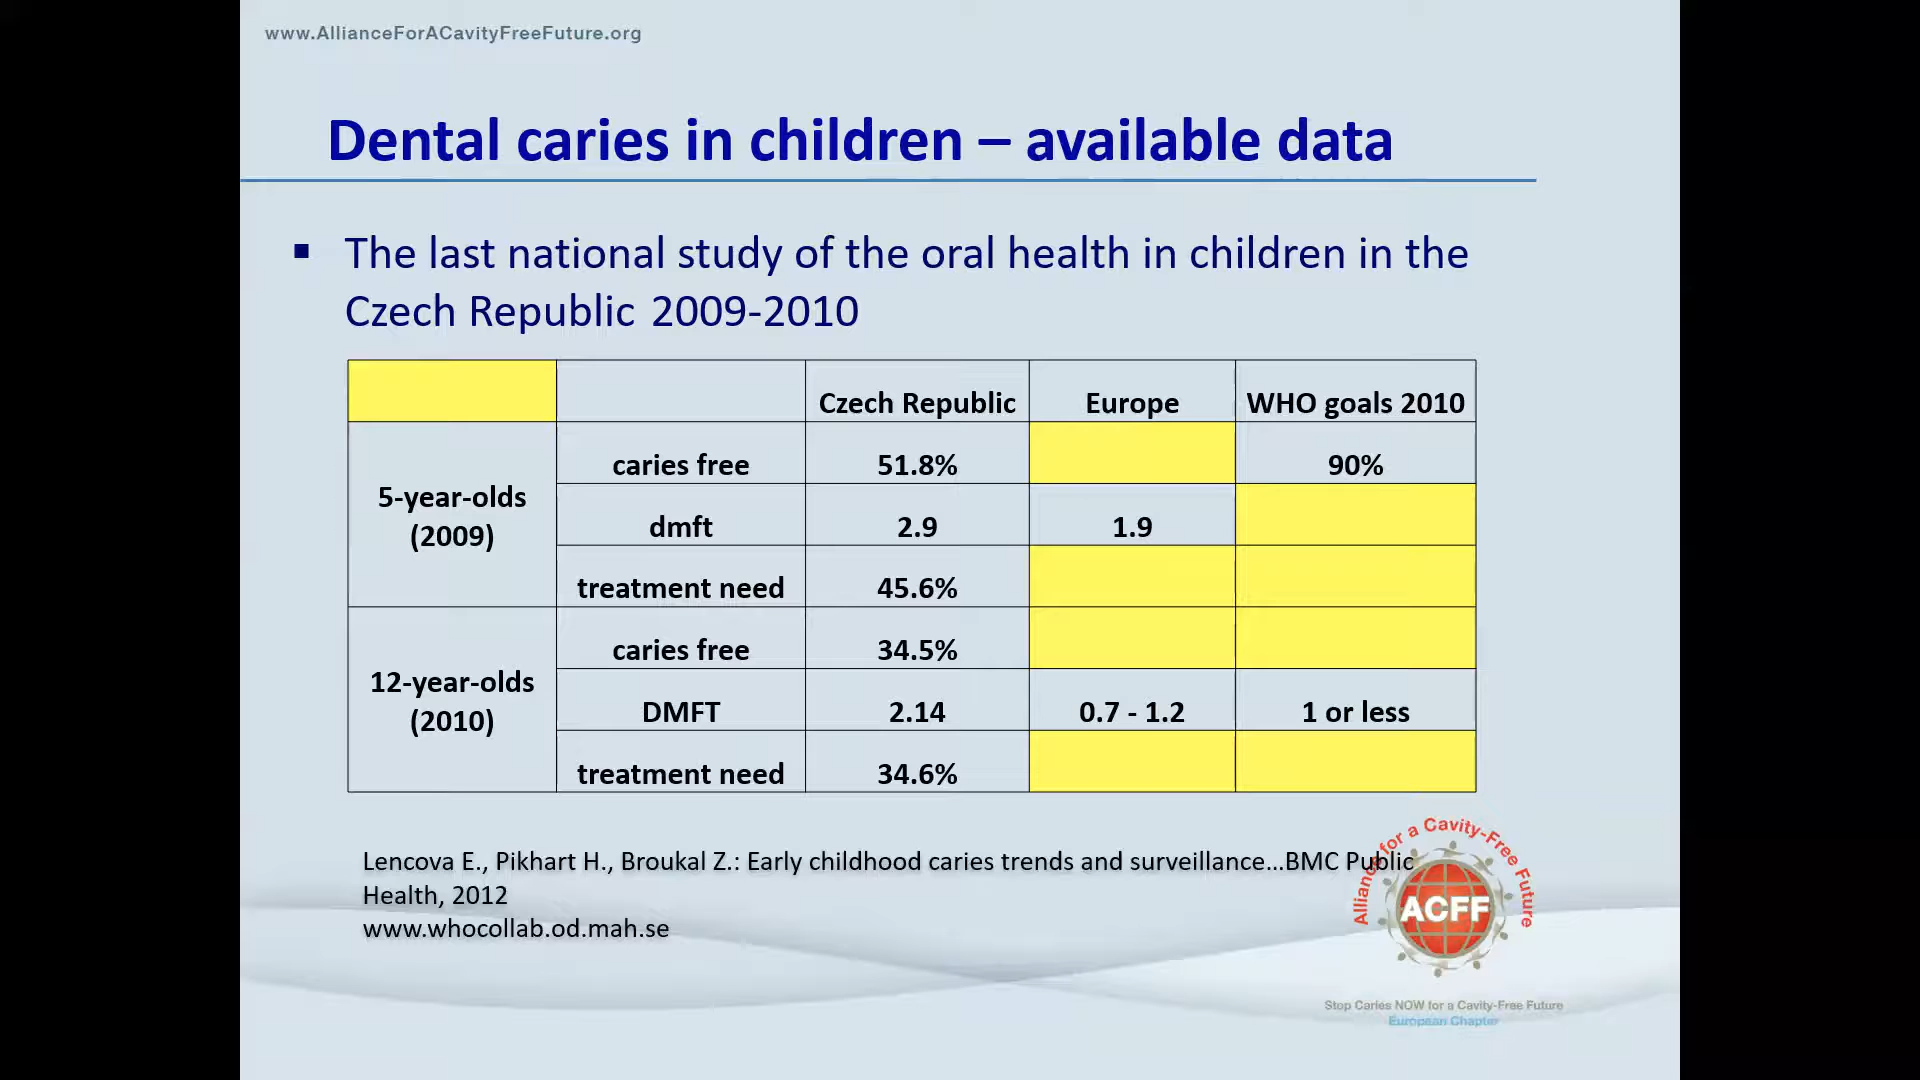 www.AllianceForACavityFreeFuture.org
Dental caries in children – available data
▪ The last national study of the oral health in children in the
Czech Republic 2009-2010
Czech Republic Europe WHO goals 2010
5-year-olds
(2009)
caries free 51.8% 90%
dmft 2.9 1.9
treatment need 45.6%
12-year-olds
(2010)
caries free 34.5%
DMFT 2.14 0.7 - 1.2 1 or less
treatment need 34.6%
Lencova E., Pikhart H., Broukal Z.: Early childhood caries trends and surveillance...BMC Public
Health, 2012
www.whocollab.od.mah.se
Alliance for a Cavity-Free Future
ACFF
Stop Caries NOW for a Cavity-Free Future
European Chapter